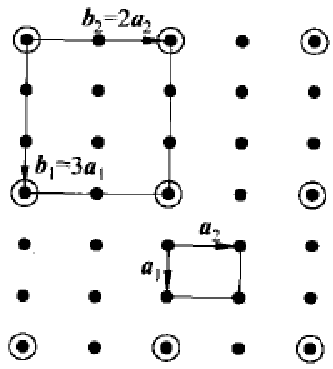 b₂=2a₂
b₁=3a₁
a₂
a₁